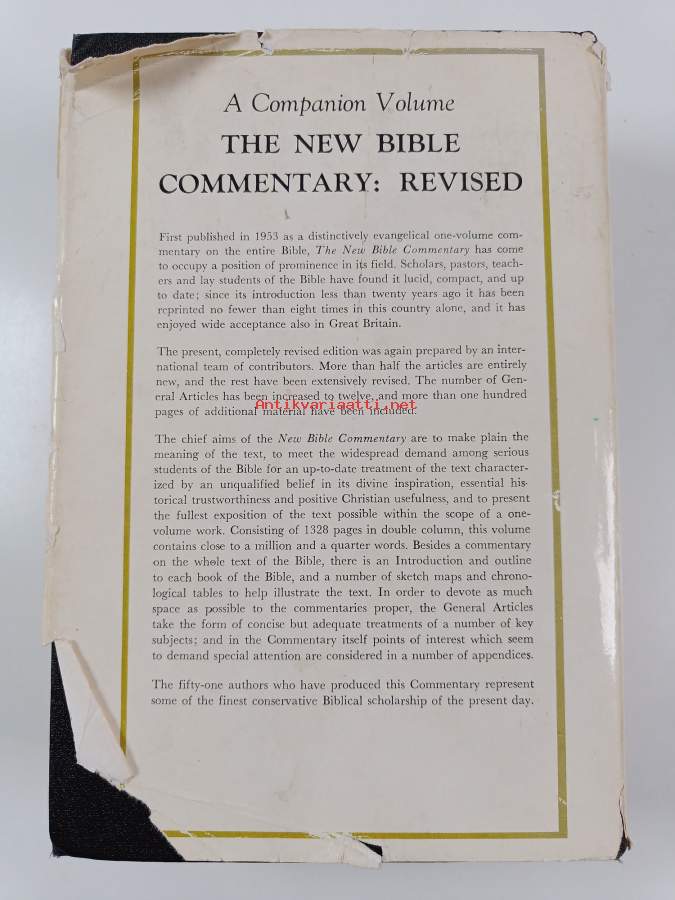 A Companion Volume
THE NEW BIBLE
COMMENTARY: REVISED
First published in 1953 as a distinctively evangelical one-volume com-
mentary on the entire Bible, The New Bible Commentary has come
to occupy a position of prominence in its field. Scholars, pastors, teach-
ers and lay students of the Bible have found it lucid, compact, and up
to date; since its introduction less than twenty years ago it has been
reprinted no fewer than eight times in this country alone, and it has
enjoyed wide acceptance also in Great Britain.
The present, completely revised edition was again prepared by an inter-
national team of contributors. More than half the articles are entirely
new, and the rest have been extensively revised. The number of Gen-
eral Articles has been increased to twelve, and more than one hundred
Antikvariaatti.net
pages of additional material have been included.
The chief aims of the New Bible Commentary are to make plain the
meaning of the text, to meet the widespread demand among serious
students of the Bible for an up-to-date treatment of the text character-
ized by an unqualified belief in its divine inspiration, essential his-
torical trustworthiness and positive Christian usefulness, and to present
the fullest exposition of the text possible within the scope of a one-
volume work. Consisting of 1328 pages in double column, this volume
contains close to a million and a quarter words. Besides a commentary
on the whole text of the Bible, there is an Introduction and outline
to each book of the Bible, and a number of sketch maps and chrono-
logical tables to help illustrate the text. In order to devote as much
space as possible to the commentaries proper, the General Articles
take the form of concise but adequate treatments of a number of key
subjects; and in the Commentary itself points of interest which seem
to demand special attention are considered in a number of appendices.
The fifty-one authors who have produced this Commentary represent
some of the finest conservative Biblical scholarship of the present day.